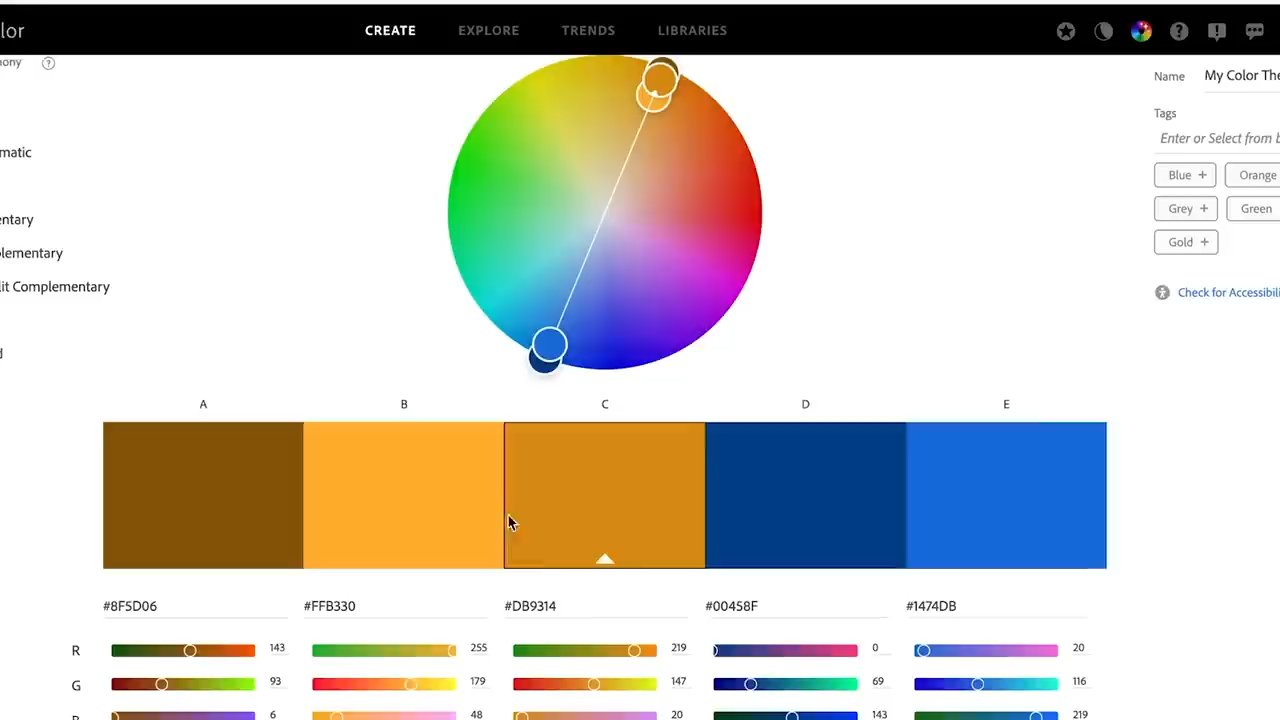 lor CREATE EXPLORE TRENDS LIBRARIES
ony ?
Name My Color The
Tags
Enter or Select from b
matic
Blue + Orange
Grey + Green
entary
Gold +
lementary
lit Complementary
Check for Accessibili
d
A B C D E
#8F5D06 #FFB330 #DB9314 #00458F #1474DB
R 143 255 219 0 20
G 93 179 147 69 116
B 6 48 20 143 219